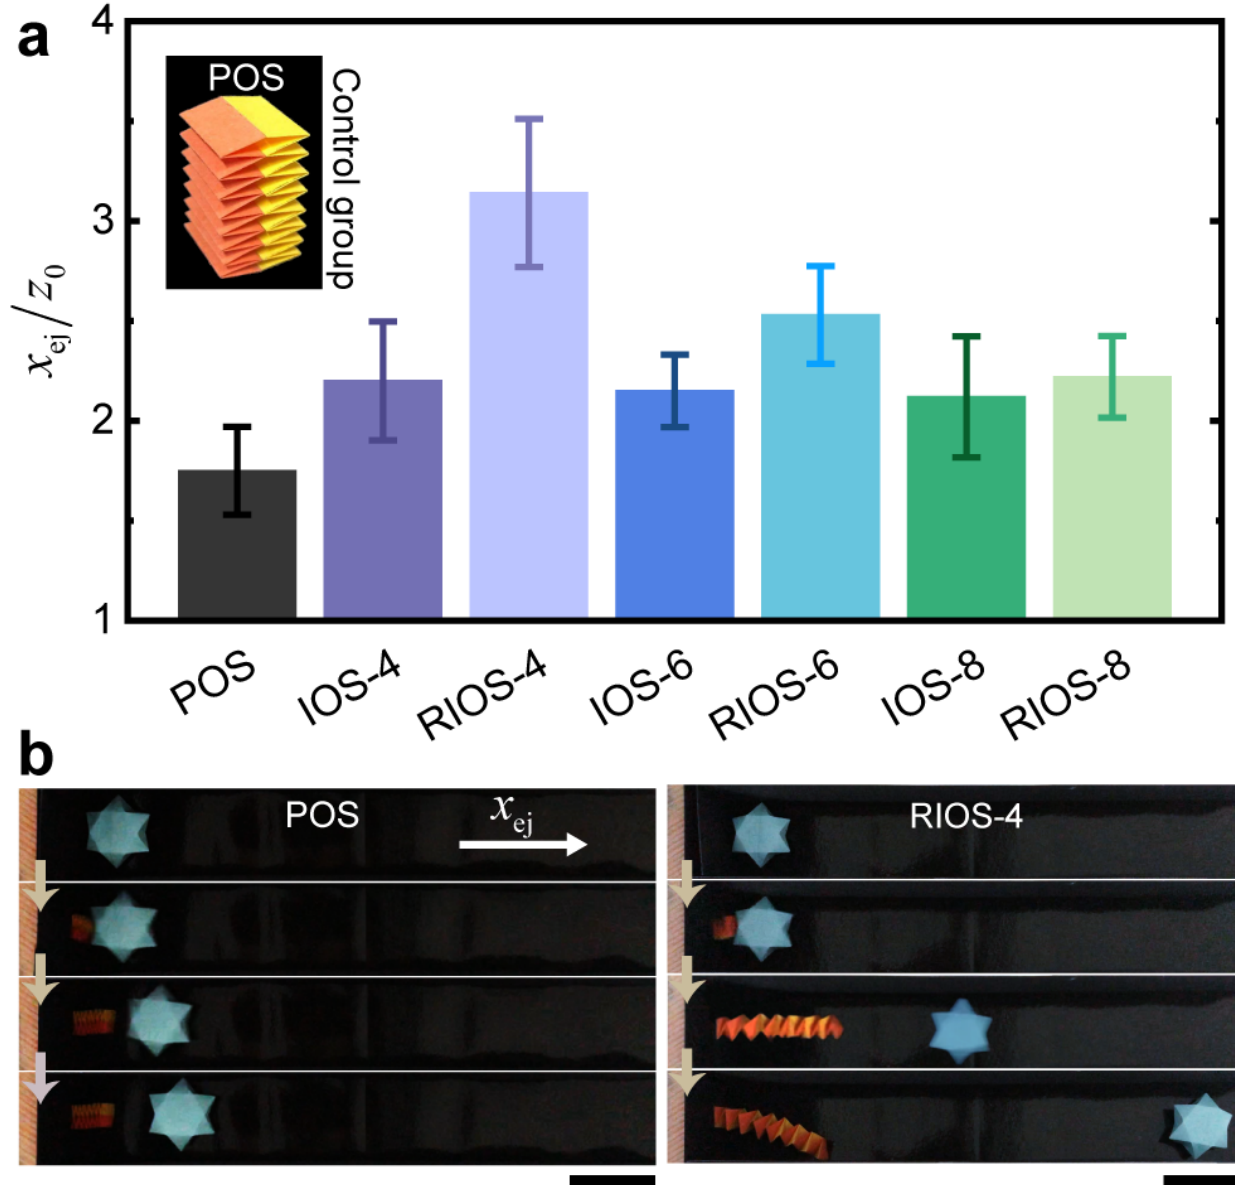 a
4
3
2
1
x_ej/z_0
POS
Control group
POS
IOS-4
RIOS-4
IOS-6
RIOS-6
IOS-8
RIOS-8
b
POS
x_ej
RIOS-4